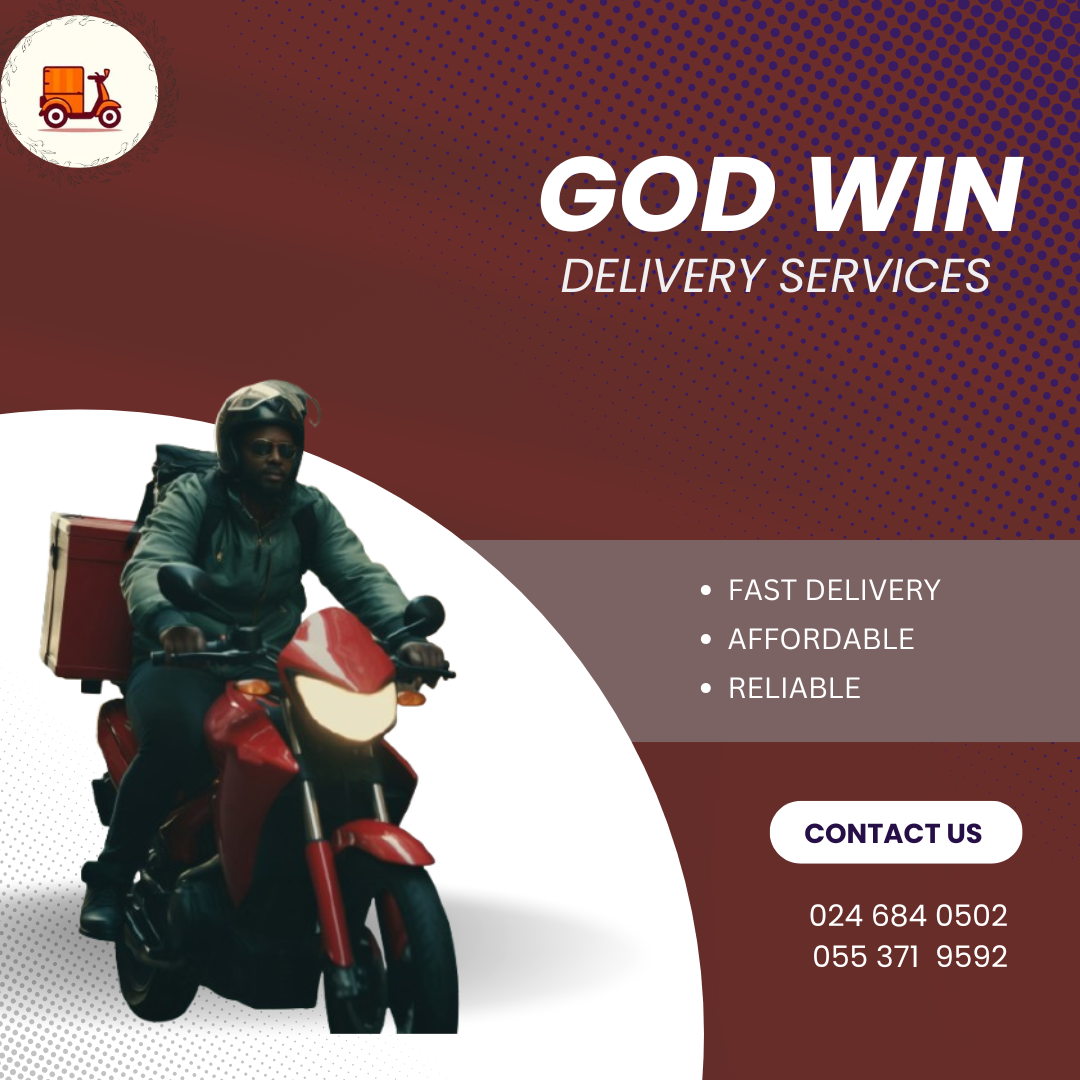 GOD WIN
DELIVERY SERVICES
• FAST DELIVERY
• AFFORDABLE
• RELIABLE
CONTACT US
024 684 0502
055 371  9592